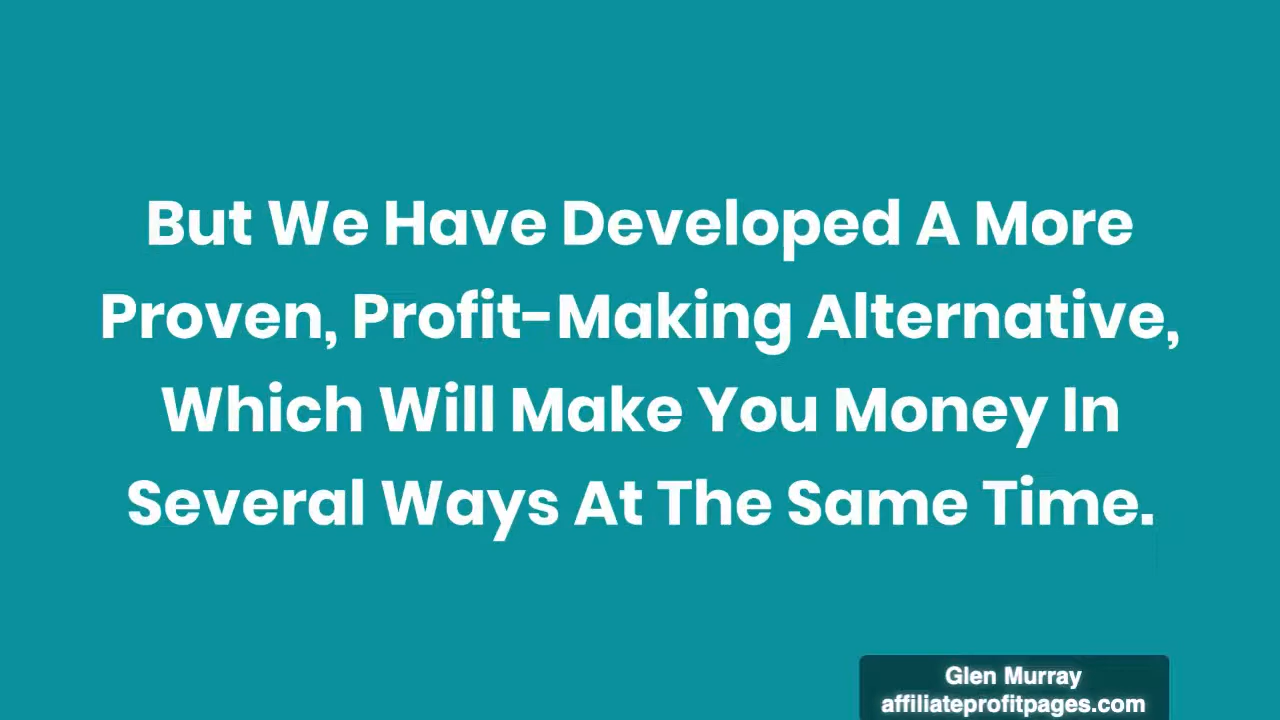 But We Have Developed A More
Proven, Profit-Making Alternative,
Which Will Make You Money In
Several Ways At The Same Time.
Glen Murray
affiliateprofitpages.com